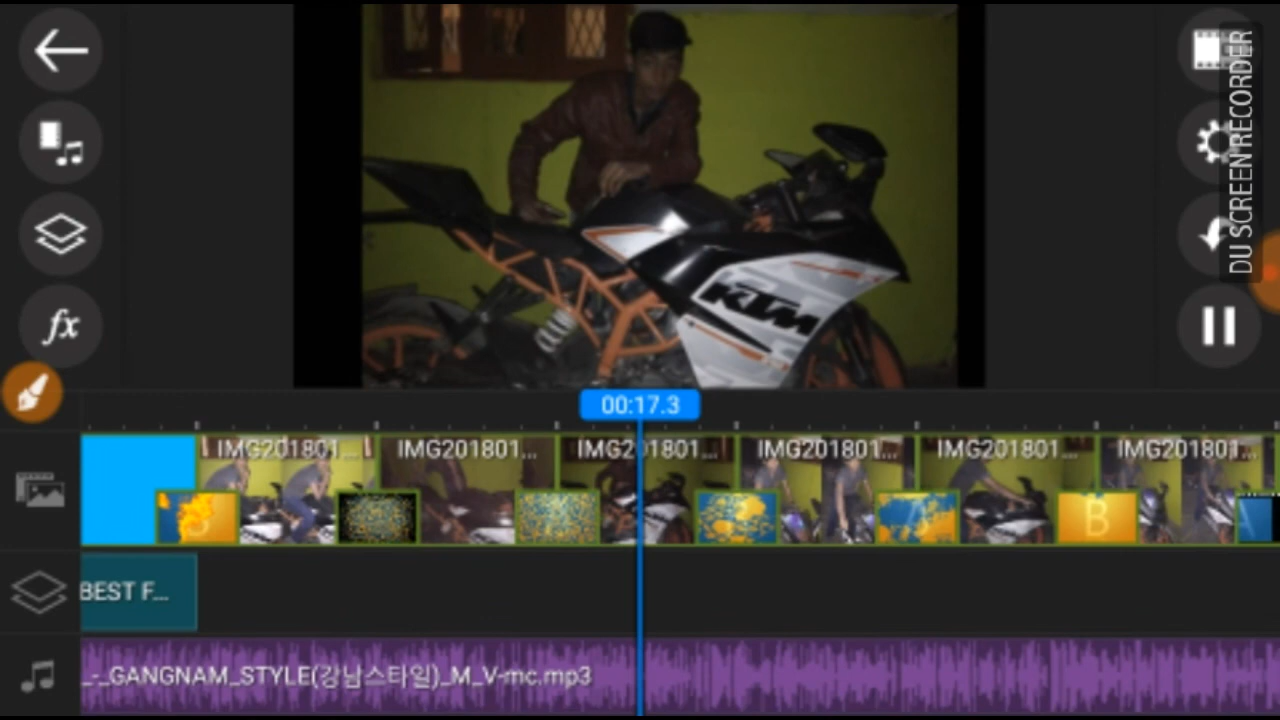 DU SCREEN RECORDER
KTM
00:17.3
IMG201801... IMG201801... IMG201801... IMG201801... IMG201801... IMG201801...
B
BEST F...
_-_GANGNAM_STYLE(강남스타일)_M_V-mc.mp3
fx